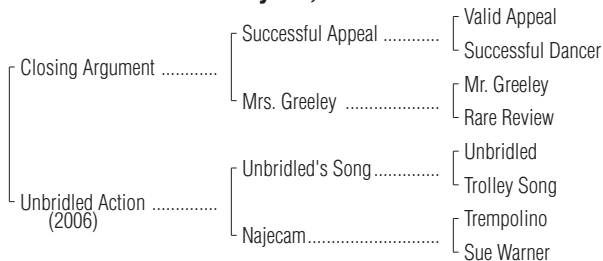 Valid Appeal
Successful Appeal ............
Successful Dancer
Closing Argument ............
Mr. Greeley
Mrs. Greeley ....................
Rare Review
Unbridled
Unbridled's Song..............
Trolley Song
Unbridled Action ..............
(2006)
Trempolino
Najecam............................
Sue Warner